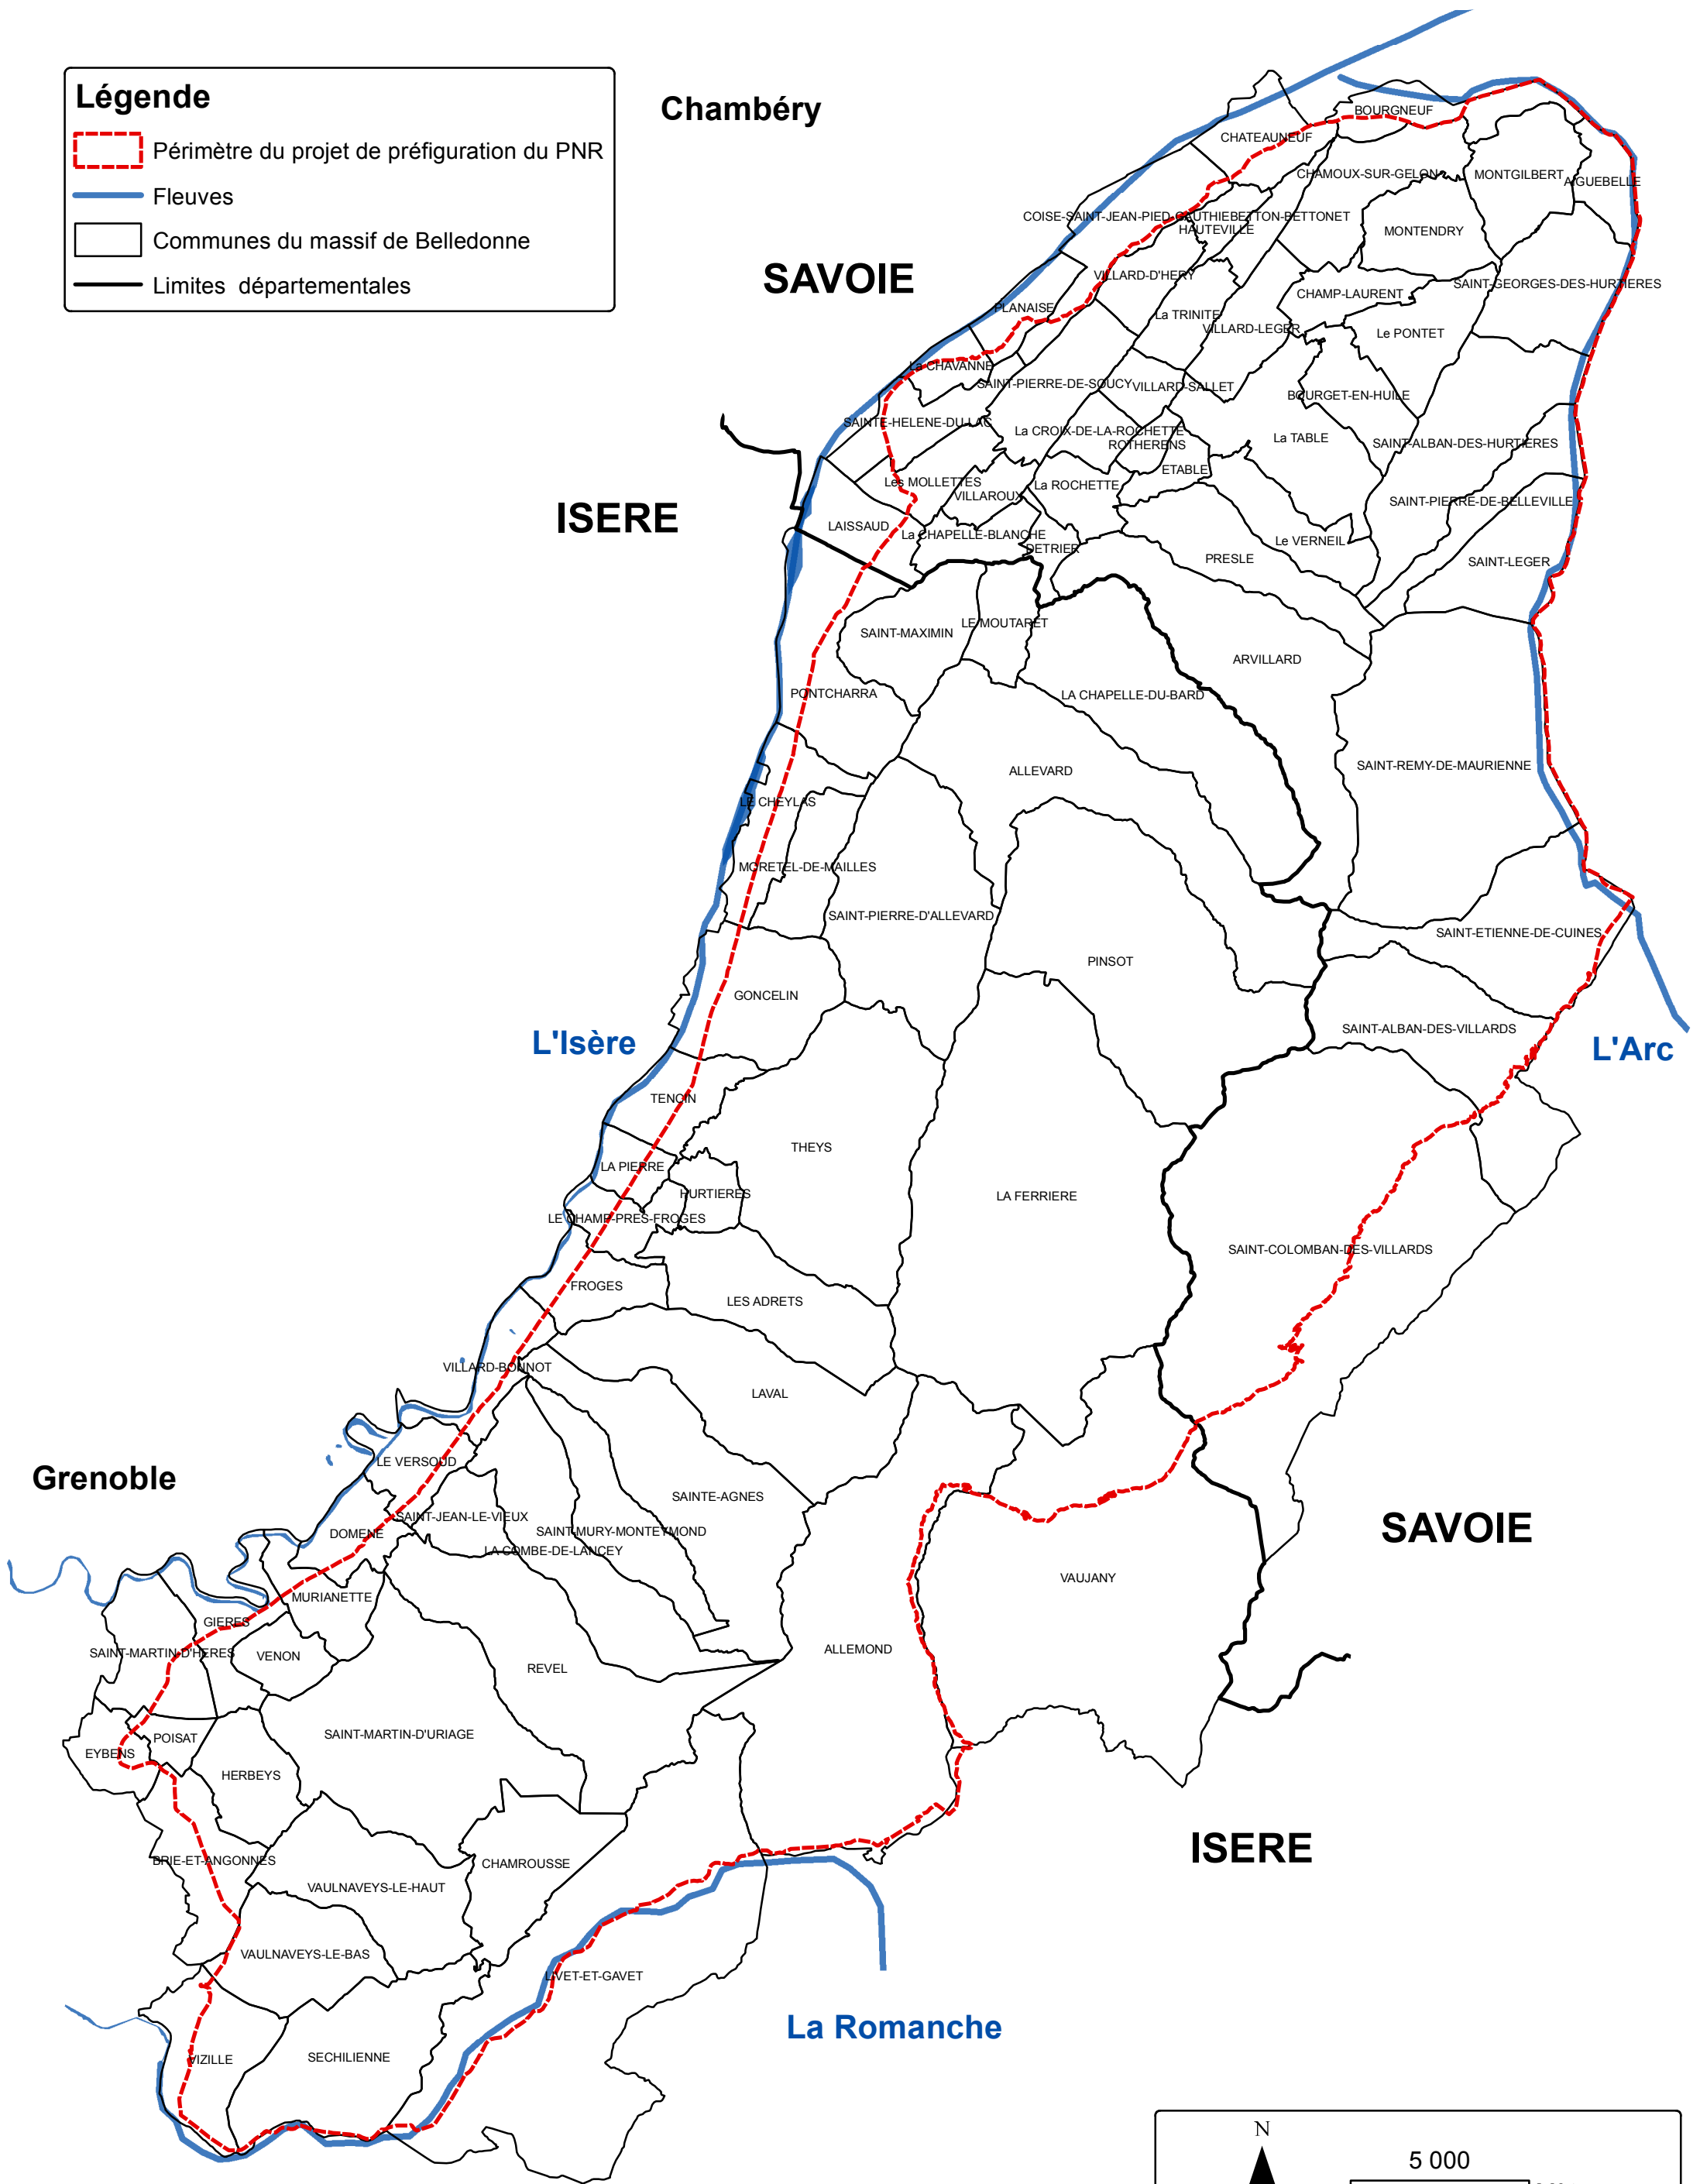 Légende
Périmètre du projet de préfiguration du PNR
Fleuves
Communes du massif de Belledonne
Limites départementales
Chambéry
SAVOIE
ISERE
BOURGNEUF
CHATEAUNEUF
CHAMOUX-SUR-GELON
MONTGILBERT
AIGUEBELLE
COISE-SAINT-JEAN-PIED-GAUTHIER
BETTON-BETTONET
HAUTEVILLE
MONTENDRY
VILLARD-D'HERY
SAINT-GEORGES-DES-HURTIERES
CHAMP-LAURENT
PLANAISE
La TRINITE
VILLARD-LEGER
Le PONTET
La CHAVANNE
SAINT-PIERRE-DE-SOUCY
VILLARD-SALLET
BOURGET-EN-HUILE
SAINTE-HELENE-DU-LAC
La CROIX-DE-LA-ROCHETTE
ROTHERENS
La TABLE
SAINT-ALBAN-DES-HURTIERES
ETABLE
Les MOLLETTES
VILLAROUX
La ROCHETTE
SAINT-PIERRE-DE-BELLEVILLE
LAISSAUD
La CHAPELLE-BLANCHE
DETRIER
Le VERNEIL
PRESLE
SAINT-LEGER
SAINT-MAXIMIN
LE MOUTARET
ARVILLARD
PONTCHARRA
LA CHAPELLE-DU-BARD
ALLEVARD
SAINT-REMY-DE-MAURIENNE
LE CHEYLAS
MORETEL-DE-MAILLES
SAINT-PIERRE-D'ALLEVARD
SAINT-ETIENNE-DE-CUINES
PINSOT
GONCELIN
SAINT-ALBAN-DES-VILLARDS
L'Isère
L'Arc
TENCIN
THEYS
LA PIERRE
HURTIERES
LA FERRIERE
LE CHAMP-PRES-FROGES
SAINT-COLOMBAN-DES-VILLARDS
FROGES
LES ADRETS
VILLARD-BONNOT
LAVAL
LE VERSOUD
Grenoble
SAINTE-AGNES
SAINT-JEAN-LE-VIEUX
SAINT-MURY-MONTEYMOND
DOMENE
LA COMBE-DE-LANCEY
SAVOIE
VAUJANY
MURIANETTE
GIERES
SAINT-MARTIN-D'HERES
VENON
ALLEMOND
REVEL
SAINT-MARTIN-D'URIAGE
POISAT
EYBENS
HERBEYS
ISERE
BRIE-ET-ANGONNES
CHAMROUSSE
VAULNAVEYS-LE-HAUT
VAULNAVEYS-LE-BAS
LIVET-ET-GAVET
La Romanche
VIZILLE
SECHILIENNE
N
5 000